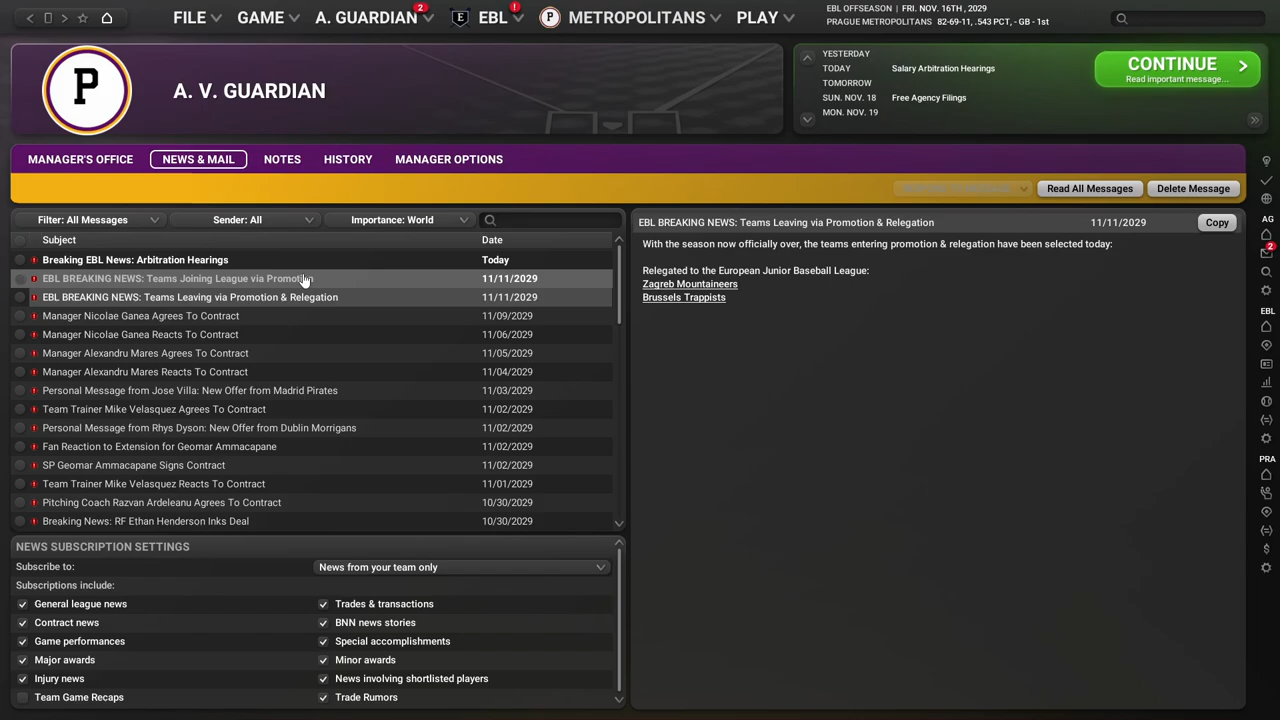 FILE
GAME
A. GUARDIAN
2
E
EBL
!
P
METROPOLITANS
PLAY
EBL OFFSEASON | FRI. NOV. 16TH , 2029
PRAGUE METROPOLITANS 82-69-11, .543 PCT, - GB - 1st
P
A. V. GUARDIAN
YESTERDAY
TODAY Salary Arbitration Hearings
TOMORROW
SUN. NOV. 18 Free Agency Filings
MON. NOV. 19
CONTINUE
Read important message...
MANAGER'S OFFICE
NEWS & MAIL
NOTES
HISTORY
MANAGER OPTIONS
Read All Messages
Delete Message
Filter: All Messages
Sender: All
Importance: World
Subject Date
Breaking EBL News: Arbitration Hearings Today
EBL BREAKING NEWS: Teams Joining League via Promotion 11/11/2029
EBL BREAKING NEWS: Teams Leaving via Promotion & Relegation 11/11/2029
Manager Nicolae Ganea Agrees To Contract 11/09/2029
Manager Nicolae Ganea Reacts To Contract 11/06/2029
Manager Alexandru Mares Agrees To Contract 11/05/2029
Manager Alexandru Mares Reacts To Contract 11/04/2029
Personal Message from Jose Villa: New Offer from Madrid Pirates 11/03/2029
Team Trainer Mike Velasquez Agrees To Contract 11/02/2029
Personal Message from Rhys Dyson: New Offer from Dublin Morrigans 11/02/2029
Fan Reaction to Extension for Geomar Ammacapane 11/02/2029
SP Geomar Ammacapane Signs Contract 11/02/2029
Team Trainer Mike Velasquez Reacts To Contract 11/01/2029
Pitching Coach Razvan Ardeleanu Agrees To Contract 10/30/2029
Breaking News: RF Ethan Henderson Inks Deal 10/30/2029
NEWS SUBSCRIPTION SETTINGS
Subscribe to: News from your team only
Subscriptions include:
General league news Trades & transactions
Contract news BNN news stories
Game performances Special accomplishments
Major awards Minor awards
Injury news News involving shortlisted players
Team Game Recaps Trade Rumors
EBL BREAKING NEWS: Teams Leaving via Promotion & Relegation 11/11/2029 Copy
With the season now officially over, the teams entering promotion & relegation have been selected today:
Relegated to the European Junior Baseball League:
Zagreb Mountaineers
Brussels Trappists
AG
2
EBL
PRA